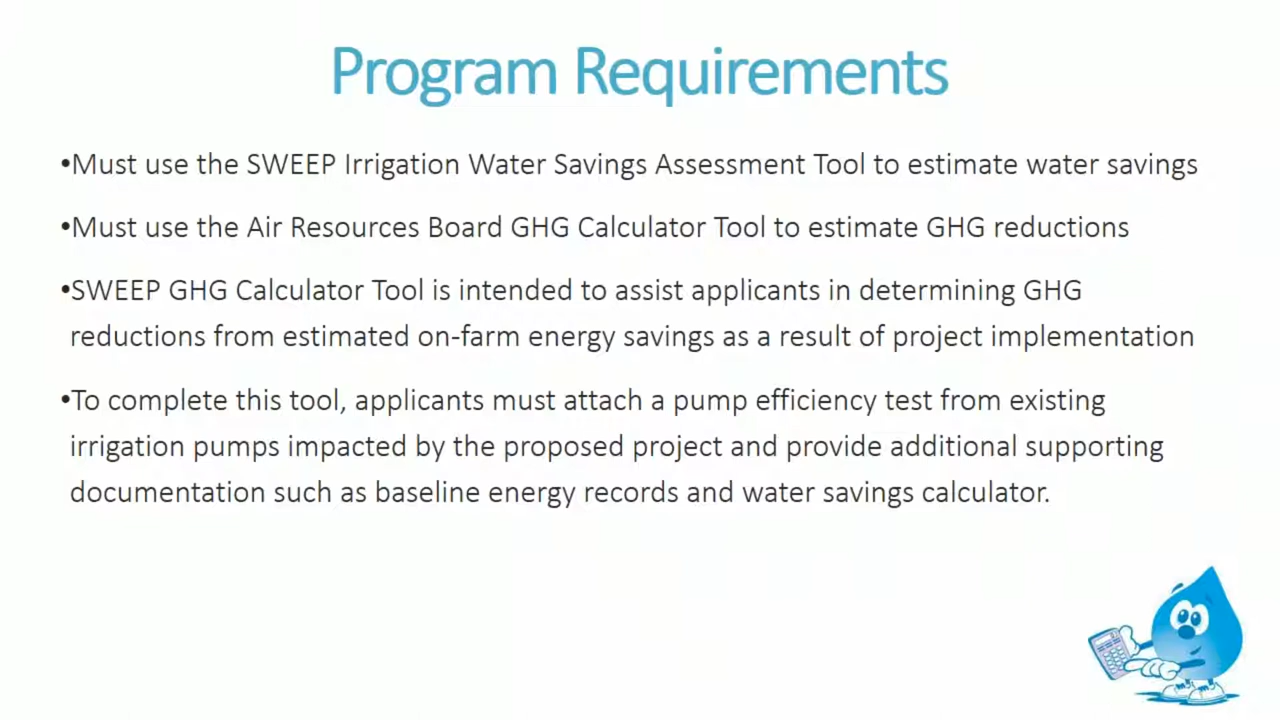 Program Requirements
•Must use the SWEEP Irrigation Water Savings Assessment Tool to estimate water savings
•Must use the Air Resources Board GHG Calculator Tool to estimate GHG reductions
•SWEEP GHG Calculator Tool is intended to assist applicants in determining GHG
reductions from estimated on-farm energy savings as a result of project implementation
•To complete this tool, applicants must attach a pump efficiency test from existing
irrigation pumps impacted by the proposed project and provide additional supporting
documentation such as baseline energy records and water savings calculator.